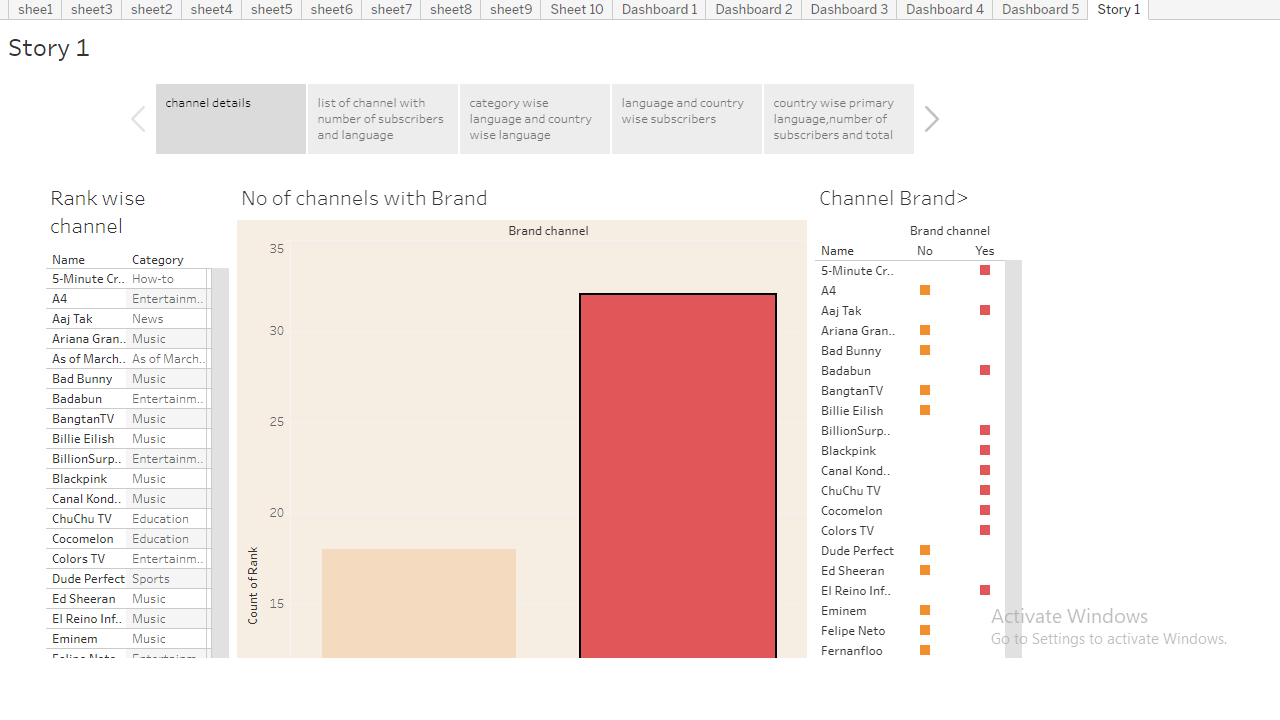 shee1 sheet3 sheet2 sheet4 sheet5 sheet6 sheet7 sheet8 sheet9 Sheet 10 Dashboard 1 Dashboard 2 Dashboard 3 Dashboard 4 Dashboard 5 Story 1
Story 1
channel details
list of channel with
number of subscribers
and language
category wise
language and country
wise language
language and country
wise subscribers
country wise primary
language,number of
subscribers and total
Rank wise
channel
Name Category
5-Minute Cr.. How-to
A4 Entertainm..
Aaj Tak News
Ariana Gran.. Music
As of March.. As of March..
Bad Bunny Music
Badabun Entertainm..
BangtanTV Music
Billie Eilish Music
BillionSurp.. Entertainm..
Blackpink Music
Canal Kond.. Music
ChuChu TV Education
Cocomelon Education
Colors TV Entertainm..
Dude Perfect Sports
Ed Sheeran Music
El Reino Inf.. Music
Eminem Music
Felipe Neto Entertainm..
No of channels with Brand
Brand channel
35
30
25
20
15
Count of Rank
Channel Brand>
Brand channel
Name No Yes
5-Minute Cr..
A4
Aaj Tak
Ariana Gran..
Bad Bunny
Badabun
BangtanTV
Billie Eilish
BillionSurp..
Blackpink
Canal Kond..
ChuChu TV
Cocomelon
Colors TV
Dude Perfect
Ed Sheeran
El Reino Inf..
Eminem
Felipe Neto
Fernanfloo
Activate Windows
Go to Settings to activate Windows.